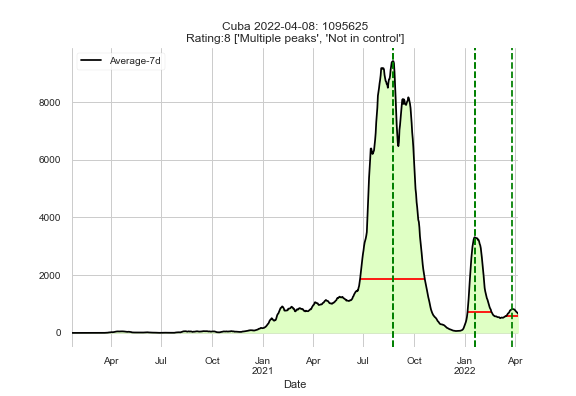 Cuba 2022-04-08: 1095625
Rating:8 ['Multiple peaks', 'Not in control']
Average-7d
8000
6000
4000
2000
0
Apr
Jul
Oct
Jan
2021
Apr
Jul
Oct
Jan
2022
Apr
Date